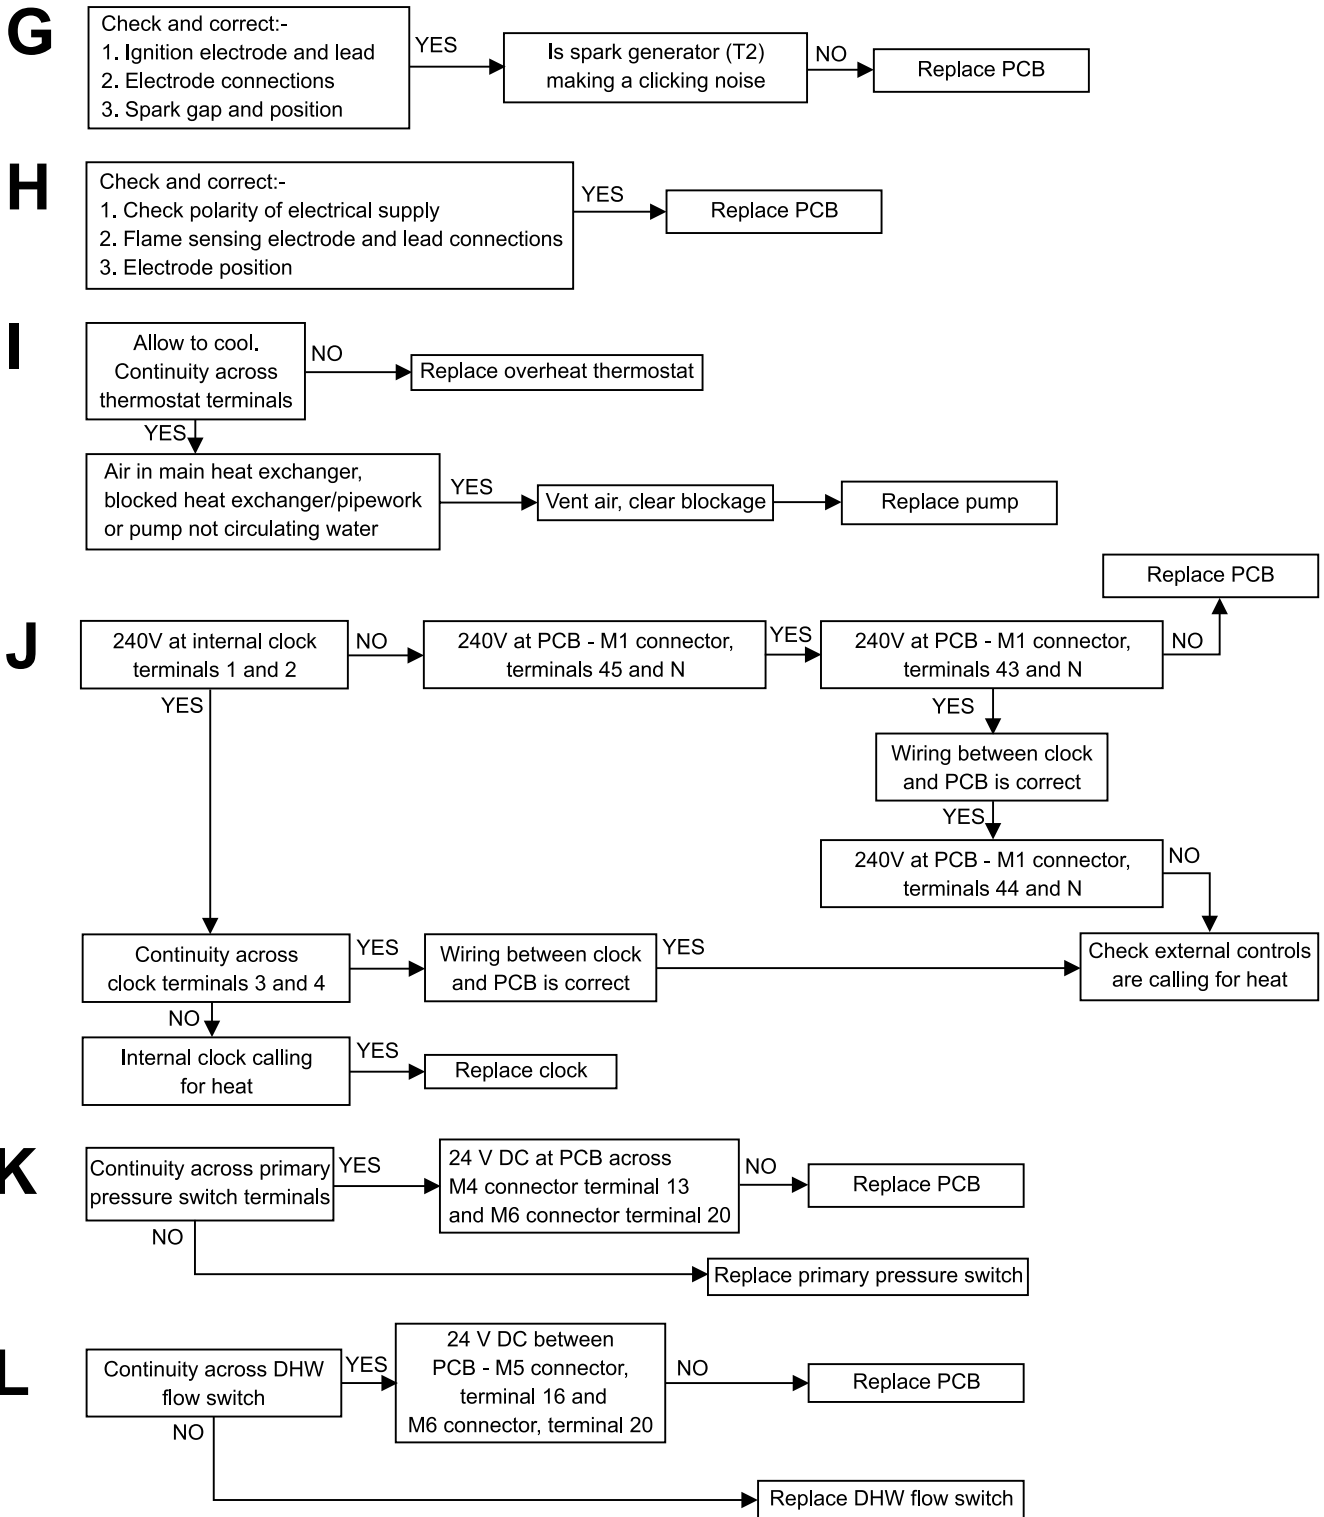 G
Check and correct:-
1. Ignition electrode and lead
2. Electrode connections
3. Spark gap and position
YES
Is spark generator (T2)
making a clicking noise
NO
Replace PCB
H
Check and correct:-
1. Check polarity of electrical supply
2. Flame sensing electrode and lead connections
3. Electrode position
YES
Replace PCB
I
Allow to cool.
Continuity across
thermostat terminals
NO
Replace overheat thermostat
YES
Air in main heat exchanger,
blocked heat exchanger/pipework
or pump not circulating water
YES
Vent air, clear blockage
Replace pump
J
240V at internal clock
terminals 1 and 2
NO
240V at PCB - M1 connector,
terminals 45 and N
YES
240V at PCB - M1 connector,
terminals 43 and N
NO
Replace PCB
YES
Wiring between clock
and PCB is correct
YES
240V at PCB - M1 connector,
terminals 44 and N
NO
YES
Continuity across
clock terminals 3 and 4
YES
Wiring between clock
and PCB is correct
YES
Check external controls
are calling for heat
NO
Internal clock calling
for heat
YES
Replace clock
K
Continuity across primary
pressure switch terminals
YES
24 V DC at PCB across
M4 connector terminal 13
and M6 connector terminal 20
NO
Replace PCB
NO
Replace primary pressure switch
L
Continuity across DHW
flow switch
YES
24 V DC between
PCB - M5 connector,
terminal 16 and
M6 connector, terminal 20
NO
Replace PCB
NO
Replace DHW flow switch